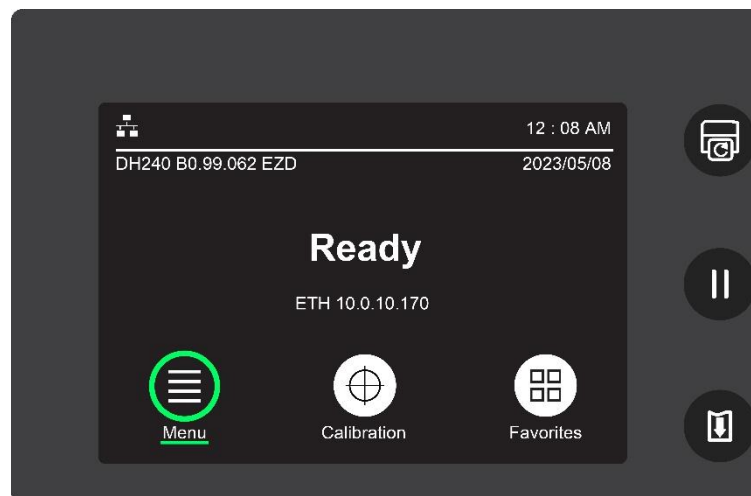 12 : 08 AM
DH240 B0.99.062 EZD 2023/05/08
Ready
ETH 10.0.10.170
Menu Calibration Favorites